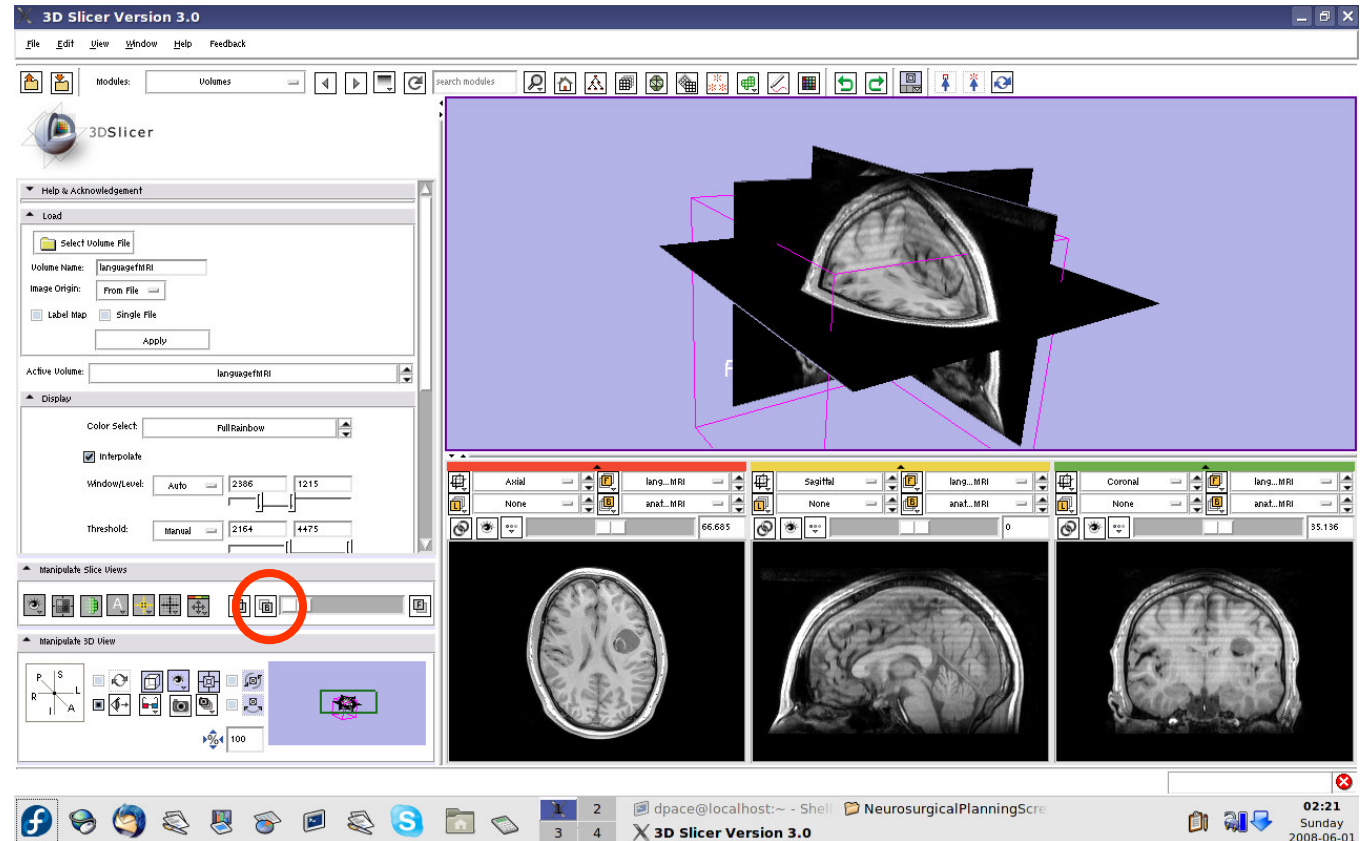 3D Slicer Version 3.0
File Edit View Window Help Feedback
Modules: Volumes search modules
3DSlicer
Help & Acknowledgement
Load
Select Volume File
Volume Name: languagefMRI
Image Origin: From File
Label Map Single File
Apply
Active Volume: languagefMRI
Display
Color Select: FullRainbow
Interpolate
Window/Level: Auto 2386 1215
Threshold: Manual 2164 4475
Manipulate Slice Views
A B F
Manipulate 3D View
P S
R L
I A
% 100
Axial F lang...MRI Sagittal F lang...MRI Coronal F lang...MRI
L None B anat...MRI L None B anat...MRI L None B anat...MRI
66.685 0 35.136
1 2 dpace@localhost:~ - Shell NeurosurgicalPlanningScre
3 4 3D Slicer Version 3.0
02:21
Sunday
2008-06-01